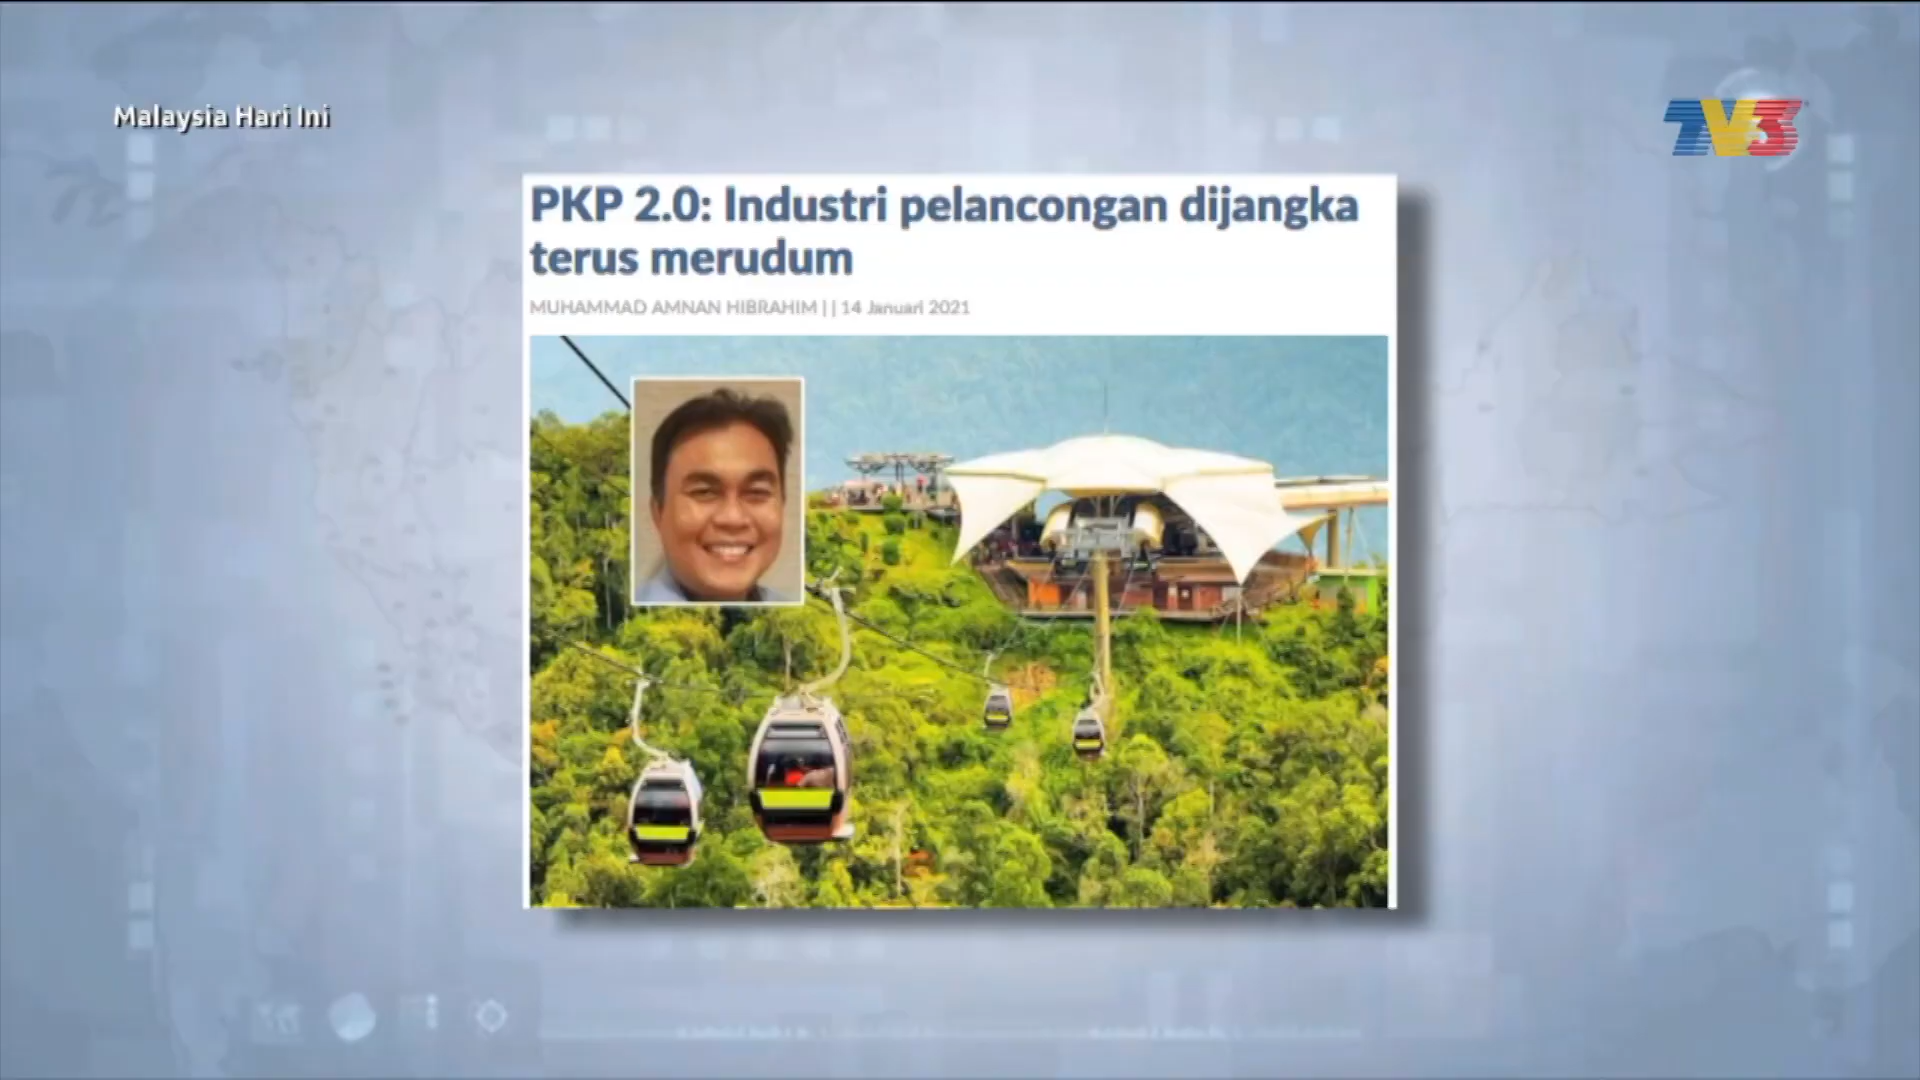 Malaysia Hari Ini
TV3
PKP 2.0: Industri pelancongan dijangka
terus merudum
MUHAMMAD AMNAN HIBRAHIM | | 14 Januari 2021